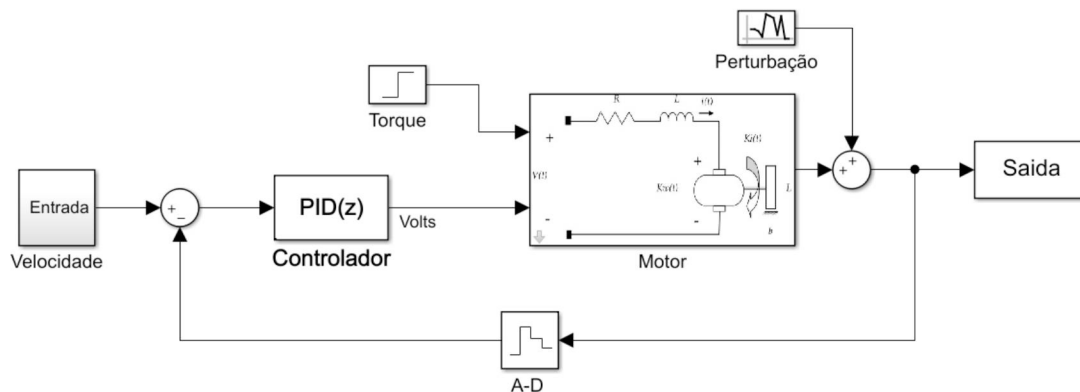 Perturbação
Torque
R
L
i(t)
+
V(t)
-
+
-
L
b
Motor
+
+
Saida
Entrada
Velocidade
+
-
PID(z)
Controlador
Volts
A-D